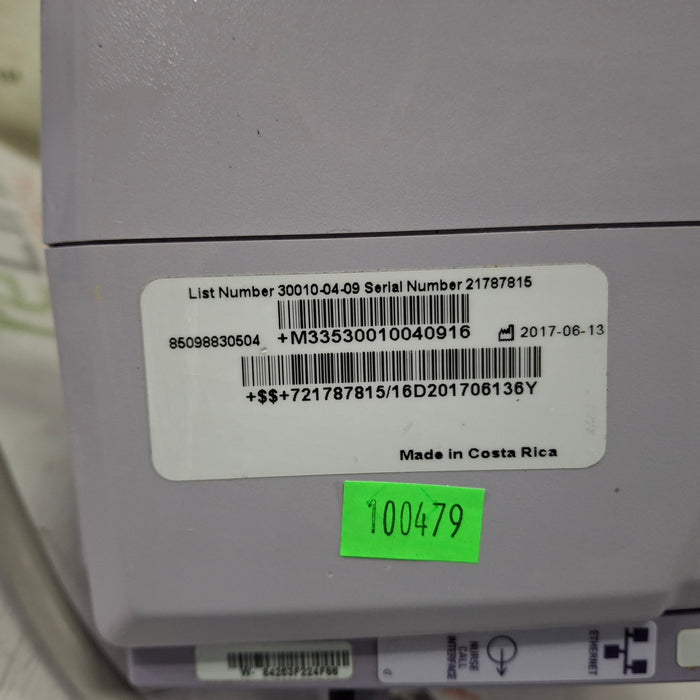 List Number 30010-04-09 Serial Number 21787815
85098830504 +M33530010040916 2017-06-13
+$$+721787815/16D201706136Y
Made in Costa Rica
100479
NURSE
CALL
INTERFACE
ETHERNET